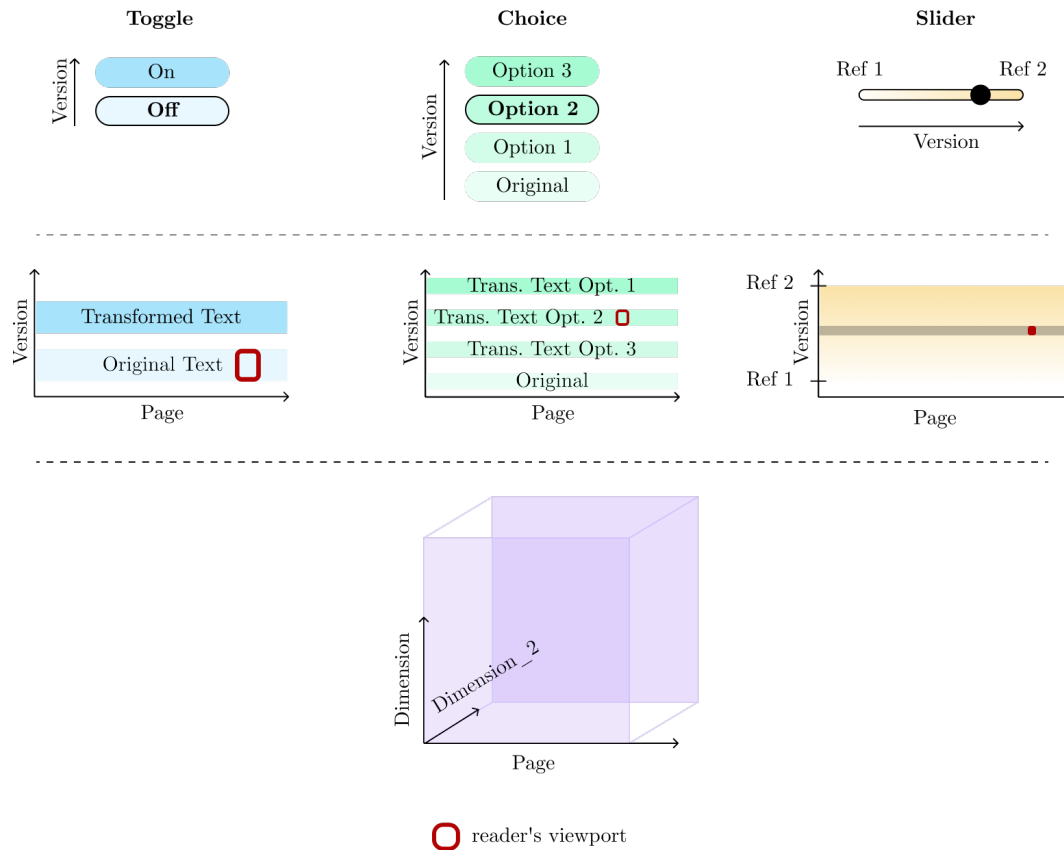 Toggle
Choice
Slider
Version
On
Off
Version
Option 3
Option 2
Option 1
Original
Ref 1
Ref 2
Version
Version
Transformed Text
Original Text
Page
Version
Trans. Text Opt. 1
Trans. Text Opt. 2
Trans. Text Opt. 3
Original
Page
Ref 2
Version
Ref 1
Page
Dimension
Dimension_2
Page
reader's viewport